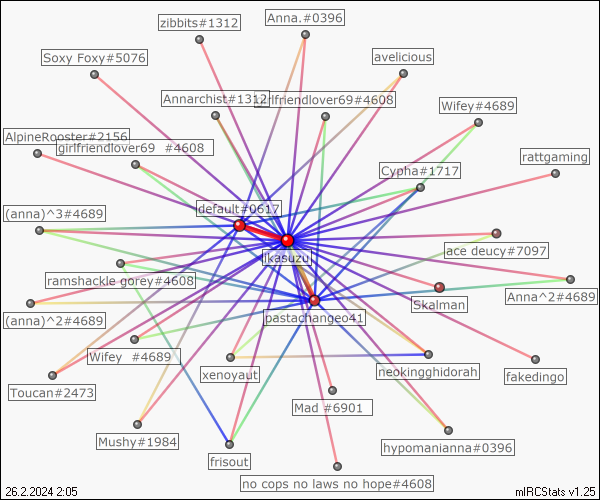 Anna.#0396
zibbits#1312
Soxy Foxy#5076
avelicious
Annarchist#1312
girlfriendlover69#4608
Wifey#4689
AlpineRooster#2156
girlfriendlover69 #4608
rattgaming
Cypha#1717
(anna)^3#4689
default#0617
ikasuzu
ace deucy#7097
ramshackle gorey#4608
Anna^2#4689
Skalman
(anna)^2#4689
pastachangeo41
Wifey #4689
xenoyaut
neokingghidorah
fakedingo
Toucan#2473
Mad #6901
Mushy#1984
hypomanianna#0396
frisout
no cops no laws no hope#4608
26.2.2024 2:05
mIRCStats v1.25